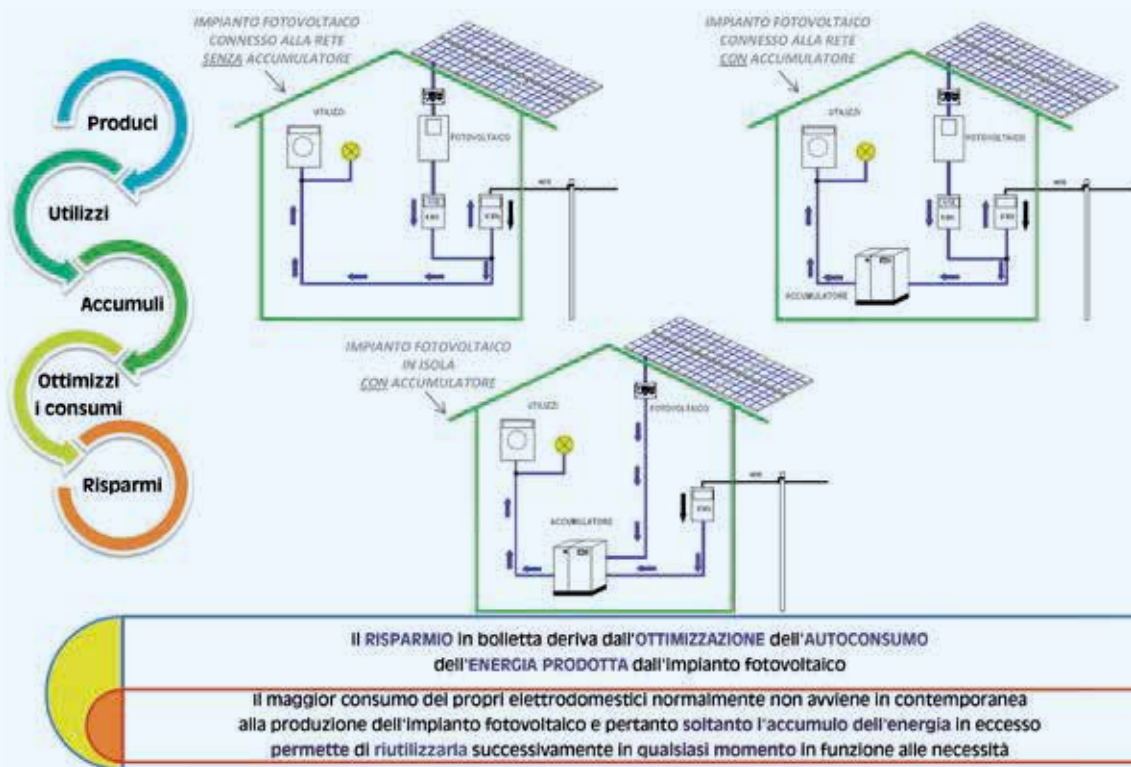 IMPIANTO FOTOVOLTAICO
CONNESSO ALLA RETE
SENZA ACCUMULATORE
UTILIZZI
FOTOVOLTAICO
IMPIANTO FOTOVOLTAICO
CONNESSO ALLA RETE
CON ACCUMULATORE
UTILIZZI
FOTOVOLTAICO
ACCUMULATORE
Produci
Utilizzi
Accumuli
Ottimizzi
i consumi
Risparmi
IMPIANTO FOTOVOLTAICO
IN ISOLA
CON ACCUMULATORE
UTILIZZI
FOTOVOLTAICO
ACCUMULATORE
Il RISPARMIO in bolletta deriva dall'OTTIMIZZAZIONE dell'AUTOCONSUMO
dell'ENERGIA PRODOTTA dall'impianto fotovoltaico
Il maggior consumo dei propri elettrodomestici normalmente non avviene in contemporanea
alla produzione dell'impianto fotovoltaico e pertanto soltanto l'accumulo dell'energia in eccesso
permette di riutilizzarla successivamente in qualsiasi momento in funzione alle necessità